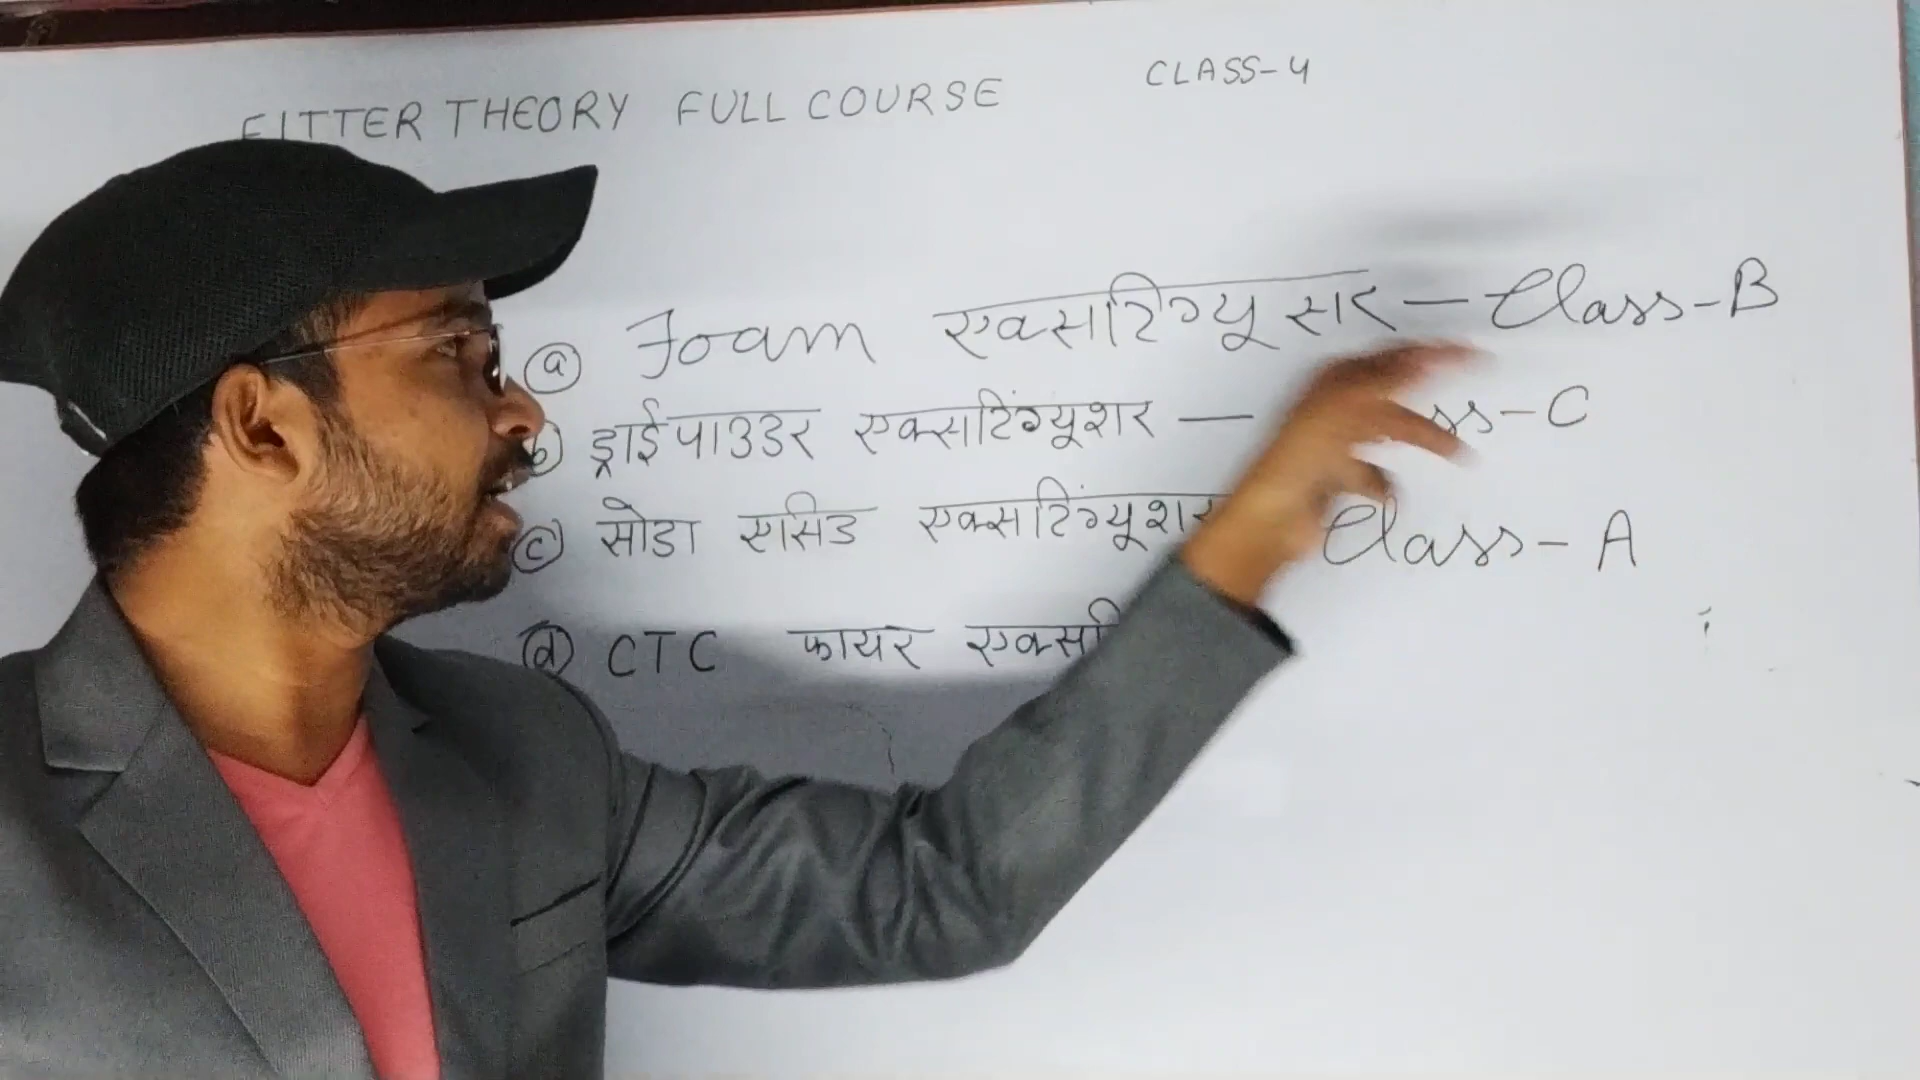 FITTER THEORY FULL COURSE CLASS-4
(a) Foam एक्सटिंग्यूसर — Class-B
(b) ड्राई पाउडर एक्सटिंग्यूशर — -C
(c) सोडा एसिड एक्सटिंग्यूशर Class-A
(d) CTC फायर